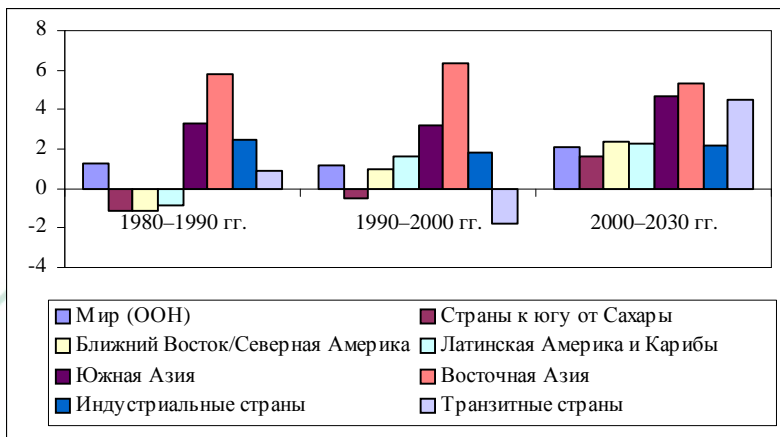 8
6
4
2
0
-2
-4
1980–1990 гг. 1990–2000 гг. 2000–2030 гг.
Мир (ООН) Страны к югу от Сахары
Ближний Восток/Северная Америка Латинская Америка и Карибы
Южная Азия Восточная Азия
Индустриальные страны Транзитные страны